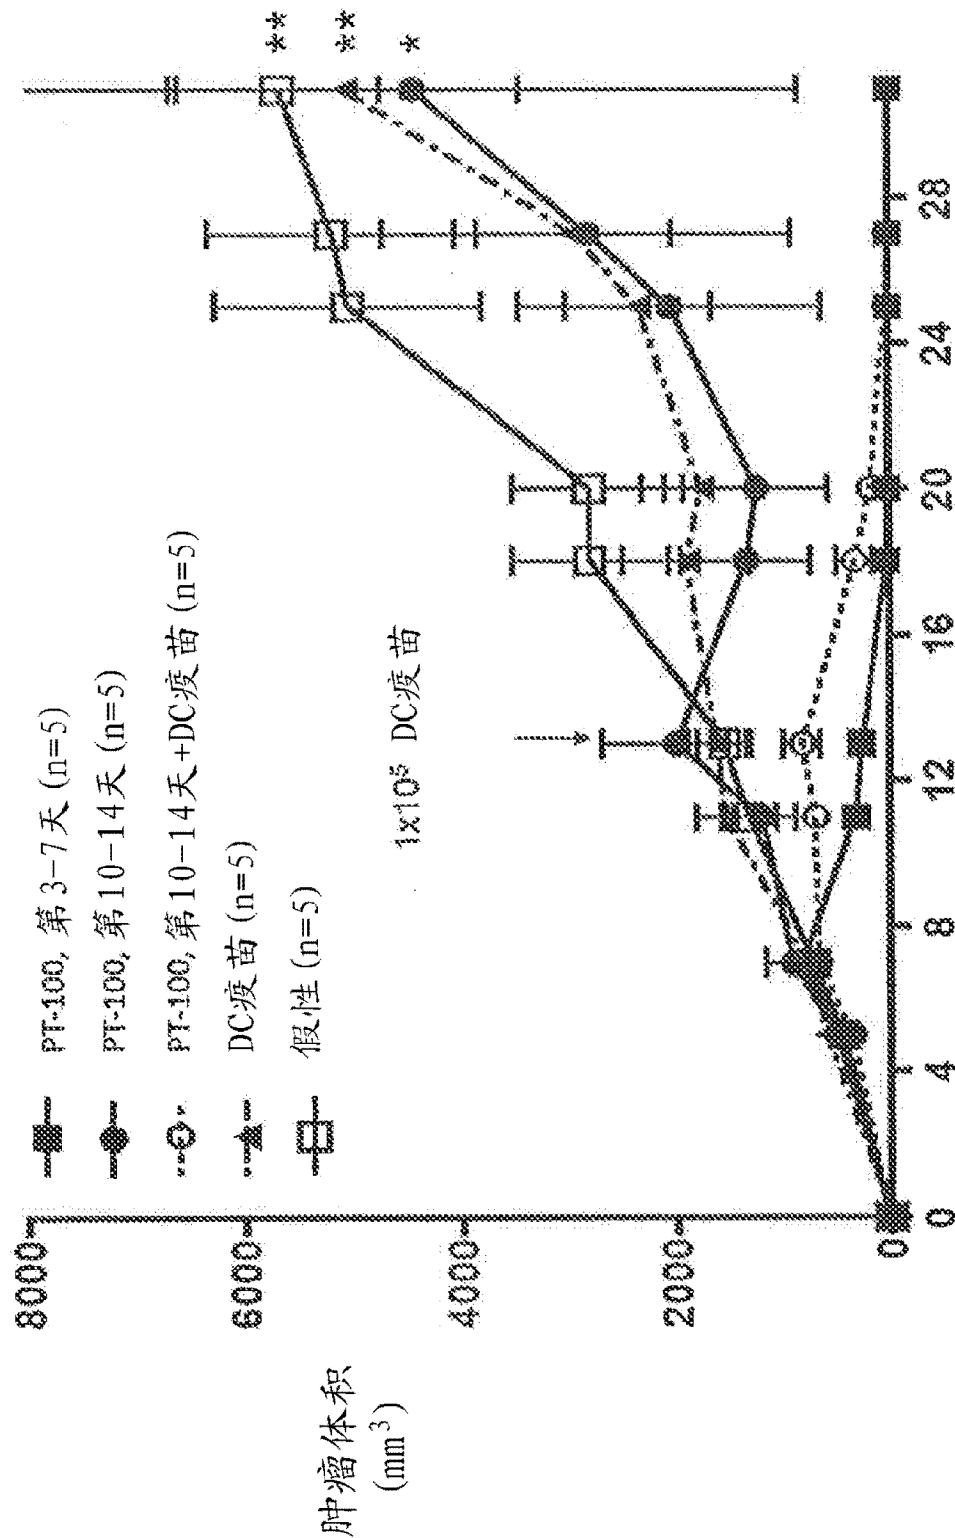 PT-100, 第3-7天 (n=5)
PT-100, 第10-14天 (n=5)
PT-100, 第10-14天+DC疫苗 (n=5)
DC疫苗 (n=5)
假性 (n=5)
1x10⁵ DC疫苗
**
**
*
肿瘤体积
(mm³)
8000
6000
4000
2000
0
0
4
8
12
16
20
24
28